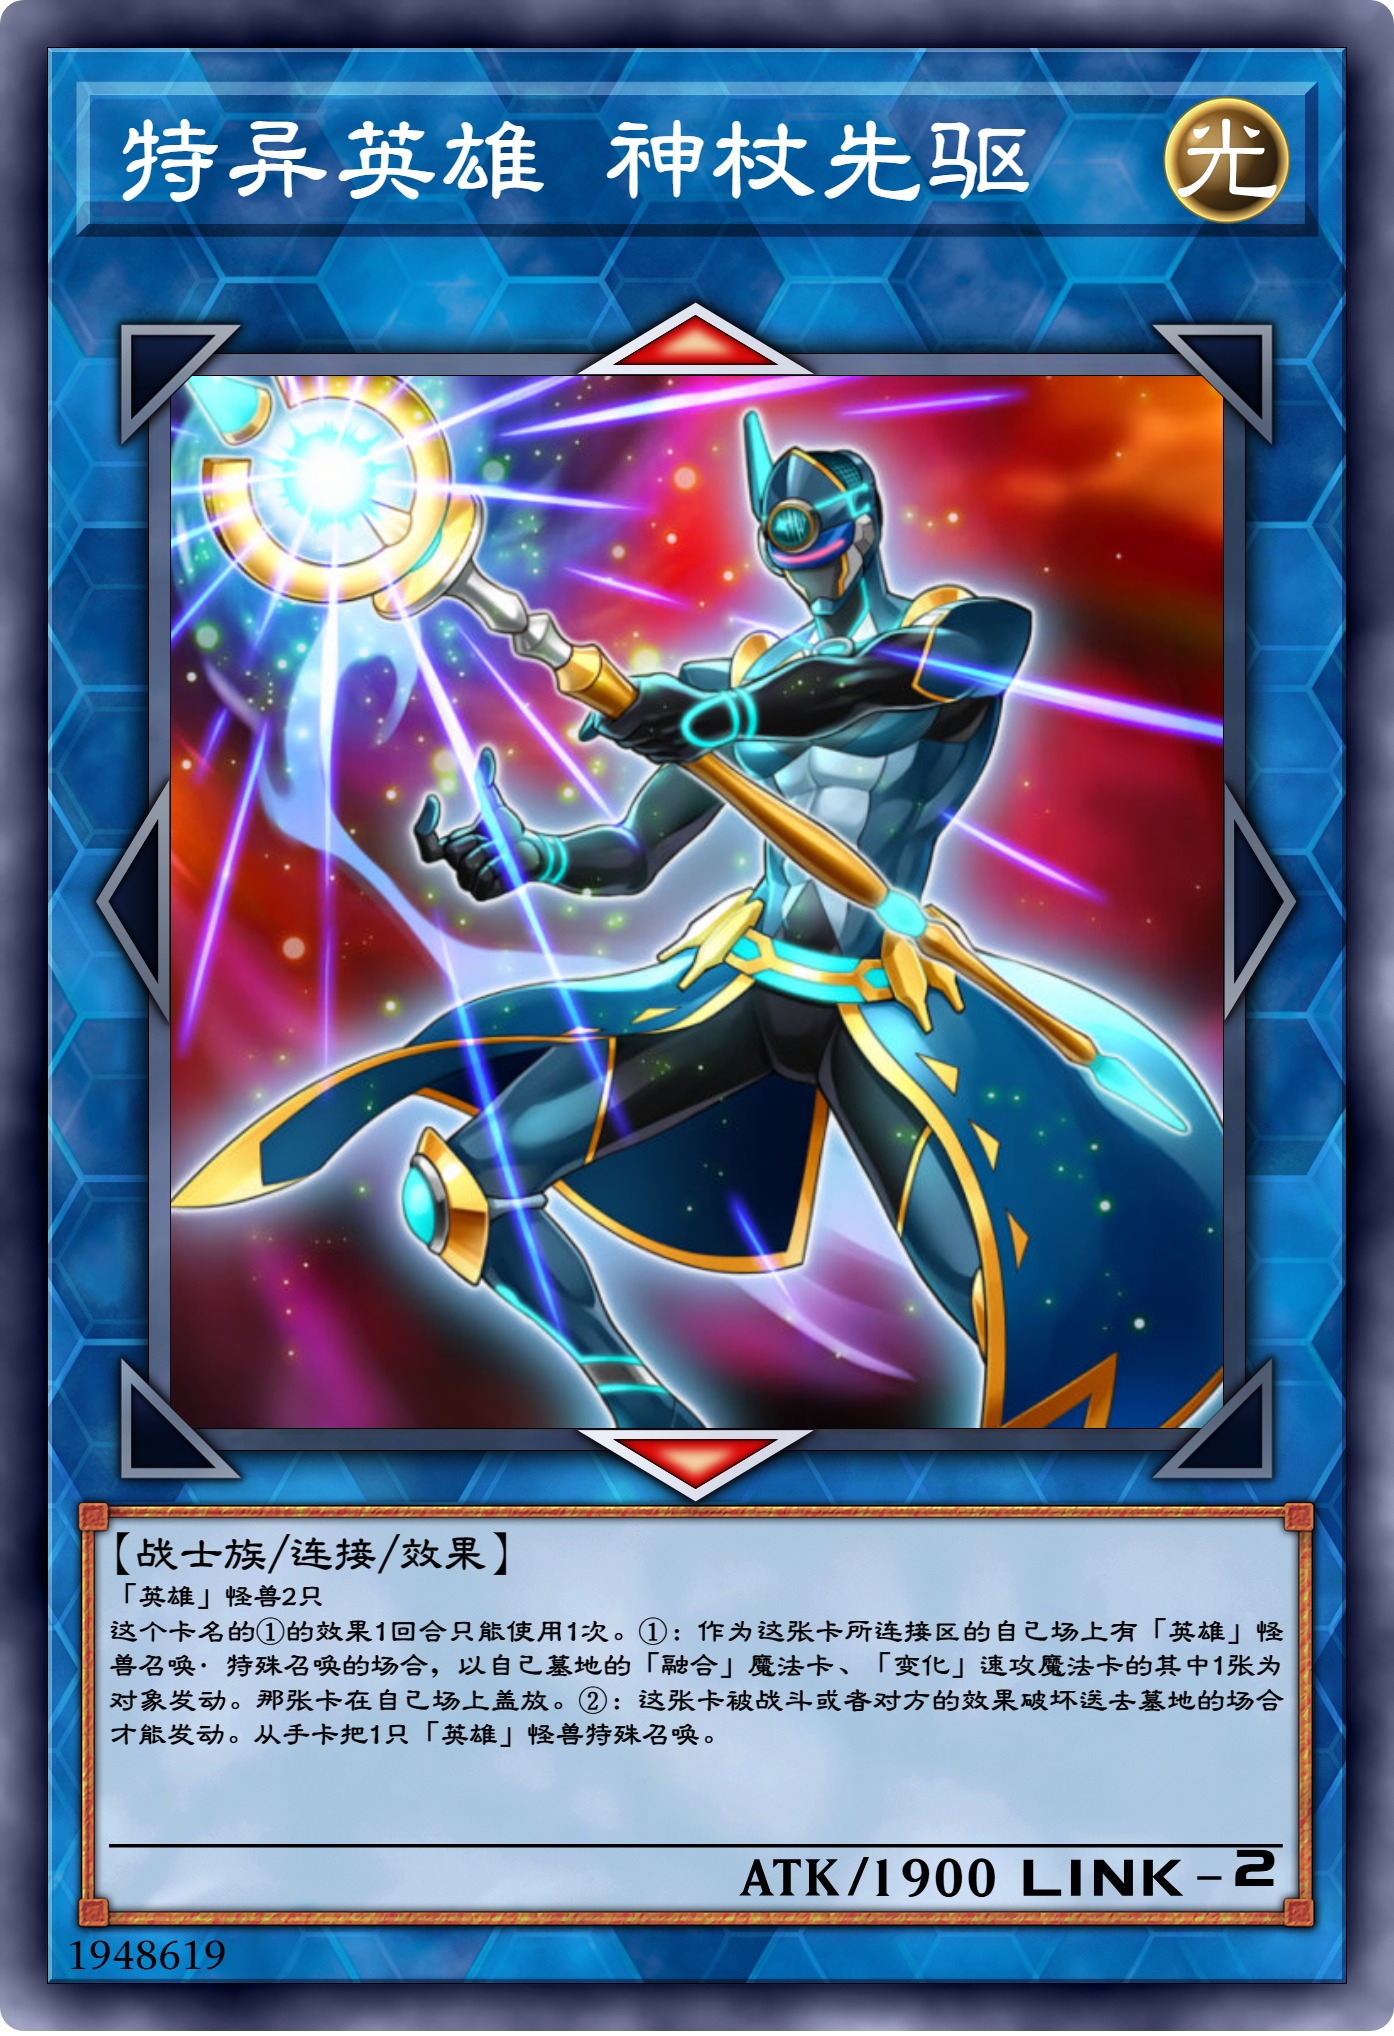 特异英雄 神杖先驱
光
【战士族/连接/效果】
「英雄」怪兽2只
这个卡名的①的效果1回合只能使用1次。①：作为这张卡所连接区的自己场上有「英雄」怪
兽召唤·特殊召唤的场合，以自己墓地的「融合」魔法卡、「变化」速攻魔法卡的其中1张为
对象发动。那张卡在自己场上盖放。②：这张卡被战斗或者对方的效果破坏送去墓地的场合
才能发动。从手卡把1只「英雄」怪兽特殊召唤。
ATK/1900 LINK-2
1948619